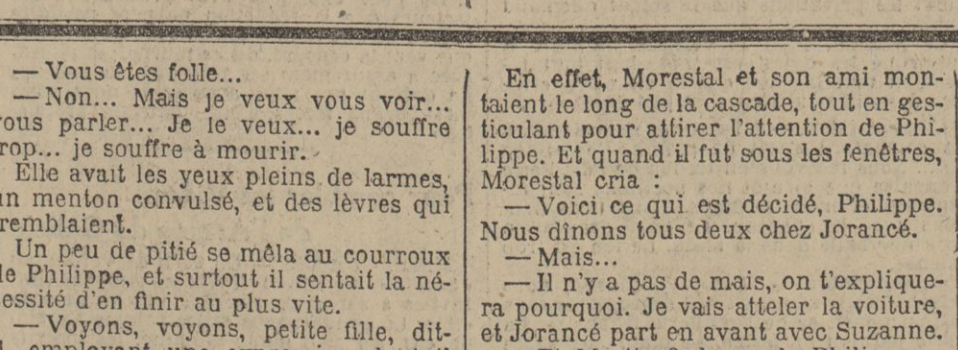 — Vous êtes folle...
— Non... Mais je veux vous voir...
vous parler... Je le veux... je souffre
trop... je souffre à mourir.
Elle avait les yeux pleins de larmes,
un menton convulsé, et des lèvres qui
tremblaient.
Un peu de pitié se mêla au courroux
de Philippe, et surtout il sentait la né-
cessité d'en finir au plus vite.
— Voyons, voyons, petite fille, dit-
En effet, Morestal et son ami mon-
taient le long de la cascade, tout en ges-
ticulant pour attirer l'attention de Phi-
lippe. Et quand il fut sous les fenêtres,
Morestal cria :
— Voici ce qui est décidé, Philippe.
Nous dînons tous deux chez Jorancé.
— Mais...
— Il n'y a pas de mais, on t'explique-
ra pourquoi. Je vais atteler la voiture,
et Jorancé part en avant avec Suzanne.